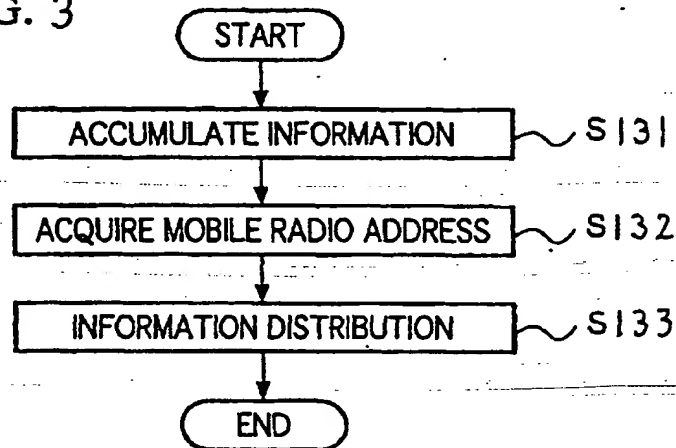 G. 3
START
ACCUMULATE INFORMATION S131
ACQUIRE MOBILE RADIO ADDRESS S132
INFORMATION DISTRIBUTION S133
END